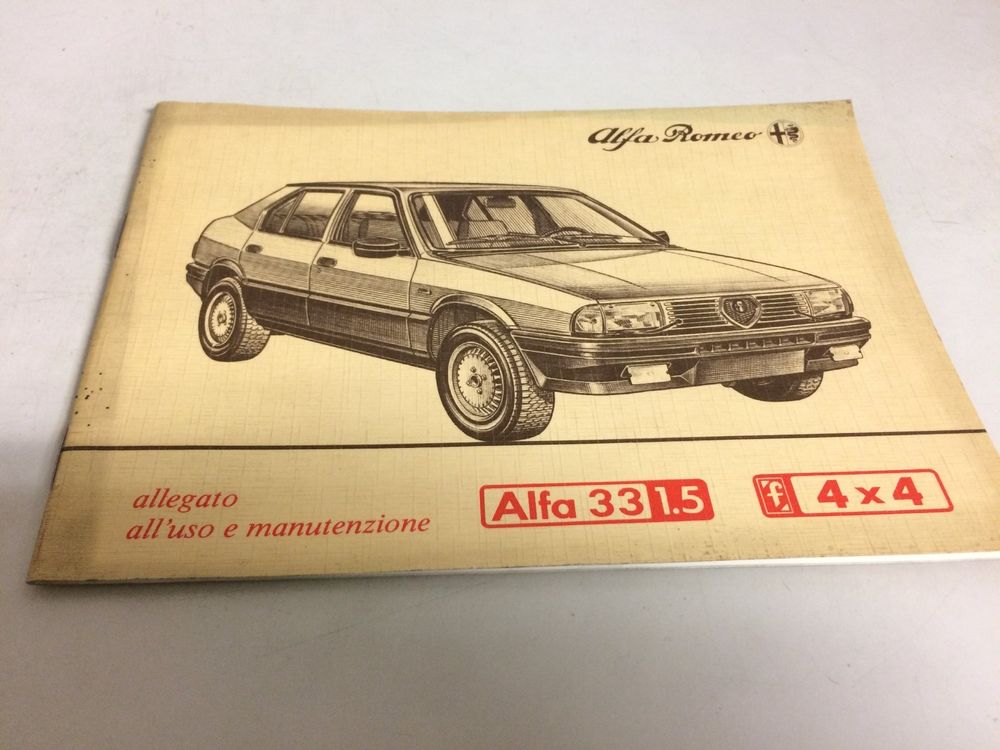 Alfa Romeo
allegato
all'uso e manutenzione
Alfa 33 1.5
4x4